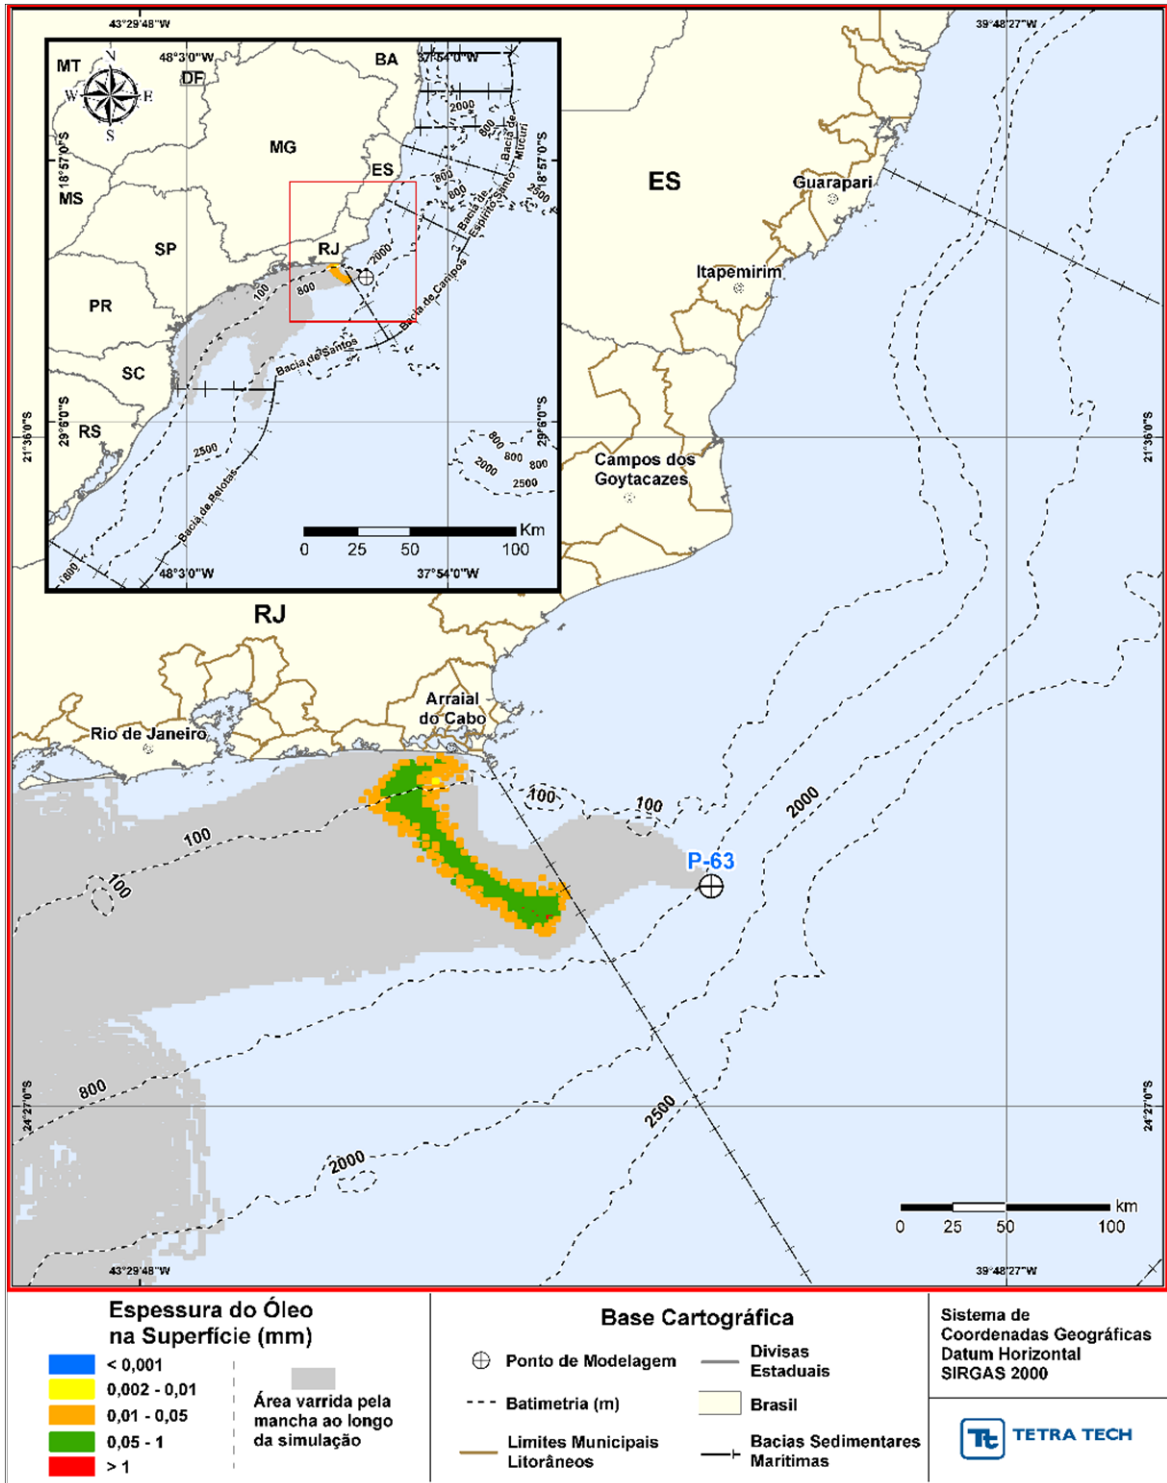 43°29'48"W
39°48'27"W
48°3'0"W
37°54'0"W
N
W
E
S
MT
DF
BA
MG
ES
MS
SP
RJ
PR
SC
RS
18°57'0"S
18°57'0"S
29°6'0"S
29°6'0"S
2000
800
800
800
2500
Bacia de Mucuri
Bacia de Espírito Santo
2000
100
800
Bacia de Campos
Bacia de Santos
2500
Bacia de Pelotas
800
800
800
800
2000
2500
Km
0 25 50 100
48°3'0"W
37°54'0"W
ES
Guarapari
Itapemirim
21°36'0"S
21°36'0"S
Campos dos
Goytacazes
RJ
Arraial
do Cabo
Rio de Janeiro
100
100
2000
100
P-63
100
800
24°27'0"S
24°27'0"S
2500
2000
km
0 25 50 100
43°29'48"W
39°48'27"W
Espessura do Óleo
na Superfície (mm)
< 0,001
0,002 - 0,01
0,01 - 0,05
0,05 - 1
> 1
Área varrida pela
mancha ao longo
da simulação
Base Cartográfica
Ponto de Modelagem
Batimetria (m)
Limites Municipais
Litorâneos
Divisas
Estaduais
Brasil
Bacias Sedimentares
Maritimas
Sistema de
Coordenadas Geográficas
Datum Horizontal
SIRGAS 2000
Tt
TETRA TECH